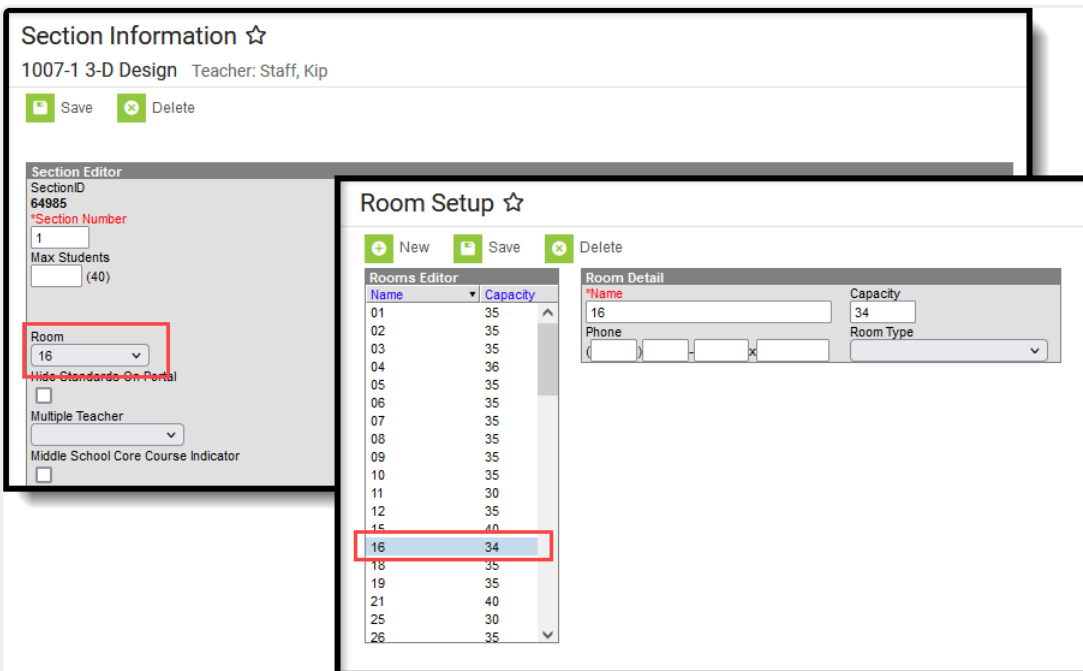 Section Information
1007-1 3-D Design Teacher: Staff, Kip
Save Delete
Section Editor
SectionID
64985
*Section Number
1
Max Students
(40)
Room
16
Hide Standards On Portal
Multiple Teacher
Middle School Core Course Indicator
Room Setup
New Save Delete
Rooms Editor
Name Capacity
01 35
02 35
03 35
04 36
05 35
06 35
07 35
08 35
09 35
10 35
11 30
12 35
15 40
16 34
18 35
19 35
21 40
25 30
26 35
Room Detail
*Name Capacity
16 34
Phone Room Type
( ) - x